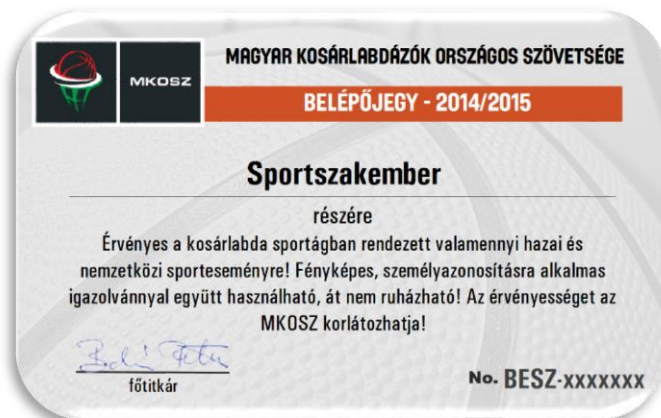 MKOSZ
MAGYAR KOSÁRLABDÁZÓK ORSZÁGOS SZÖVETSÉGE
BELÉPŐJEGY - 2014/2015
Sportszakember
részére
Érvényes a kosárlabda sportágban rendezett valamennyi hazai és
nemzetközi sporteseményre! Fényképes, személyazonosításra alkalmas
igazolvánnyal együtt használható, át nem ruházható! Az érvényességet az
MKOSZ korlátozhatja!
főtitkár
No. BESZ-xxxxxxx